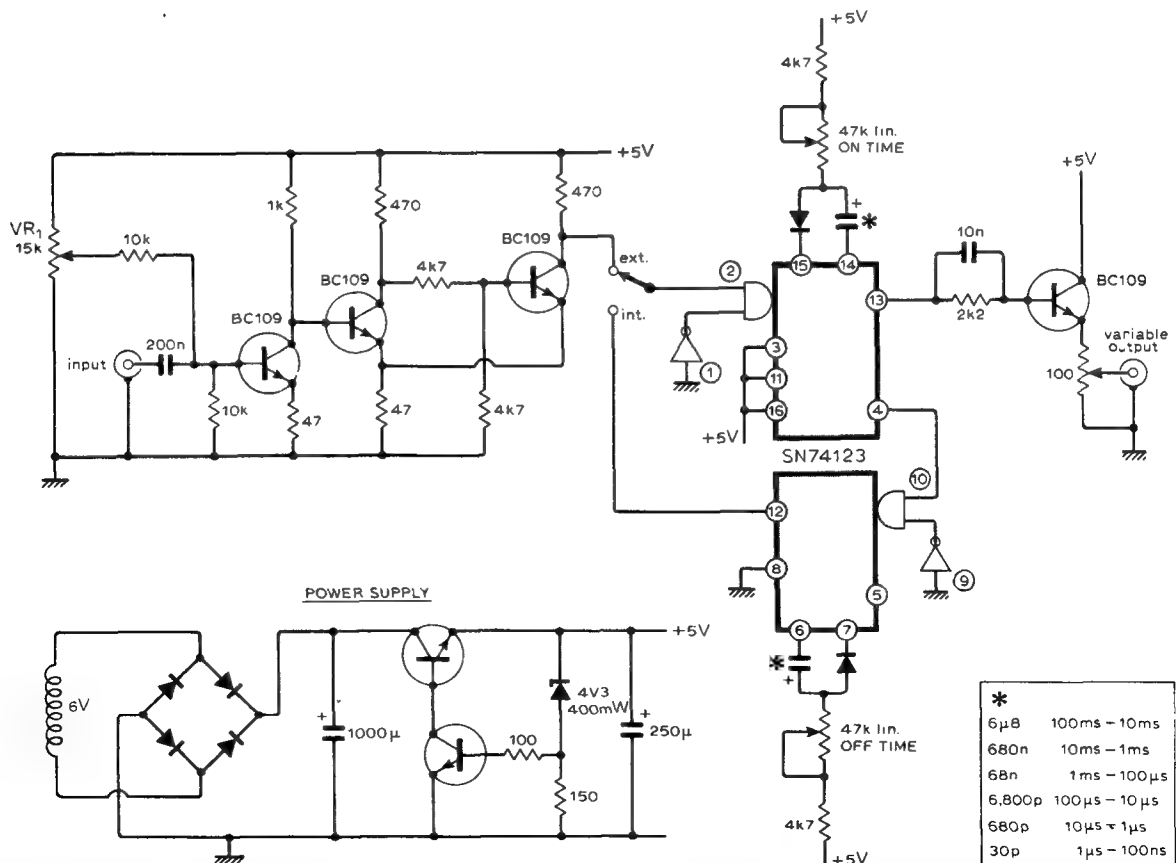 +5V
4k7
47k lin.
ON TIME
+5V
1k
470
470
VR1
15k
10k
BC109
4k7
BC109
BC109
ext.
int.
②
①
15
14
13
10n
2k2
+5V
BC109
variable
output
100
input
200n
10k
47
47
4k7
3
11
16
4
+5V
SN74123
10
12
8
5
9
6
7
*
*
+
+
47k lin.
OFF TIME
4k7
+5V
POWER SUPPLY
6V
+
1000μ
100
150
4V3
400mW
+
250μ
+5V
*
6μ8 100ms – 10ms
680n 10ms – 1ms
68n 1ms – 100μs
6,800p 100μs – 10μs
680p 10μs – 1μs
30p 1μs – 100ns